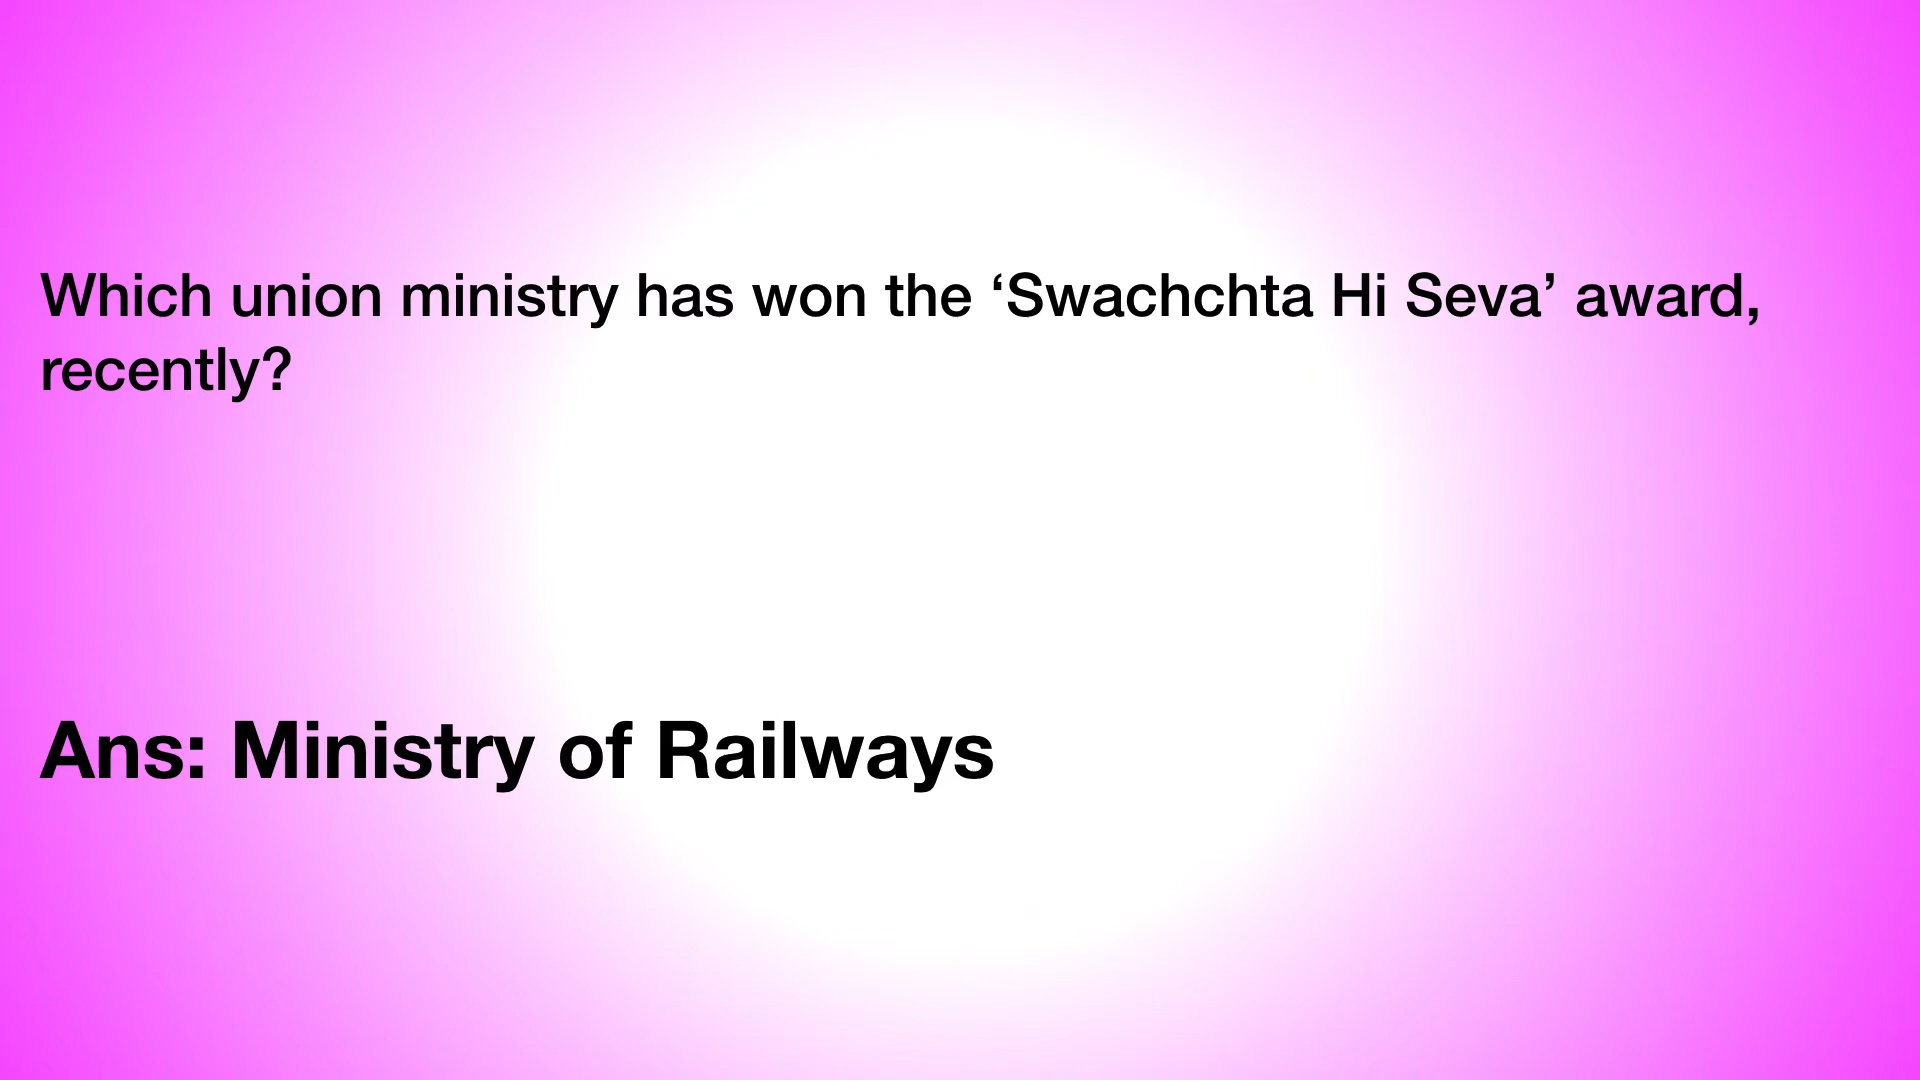 Which union ministry has won the ‘Swachchta Hi Seva’ award,
recently?
Ans: Ministry of Railways